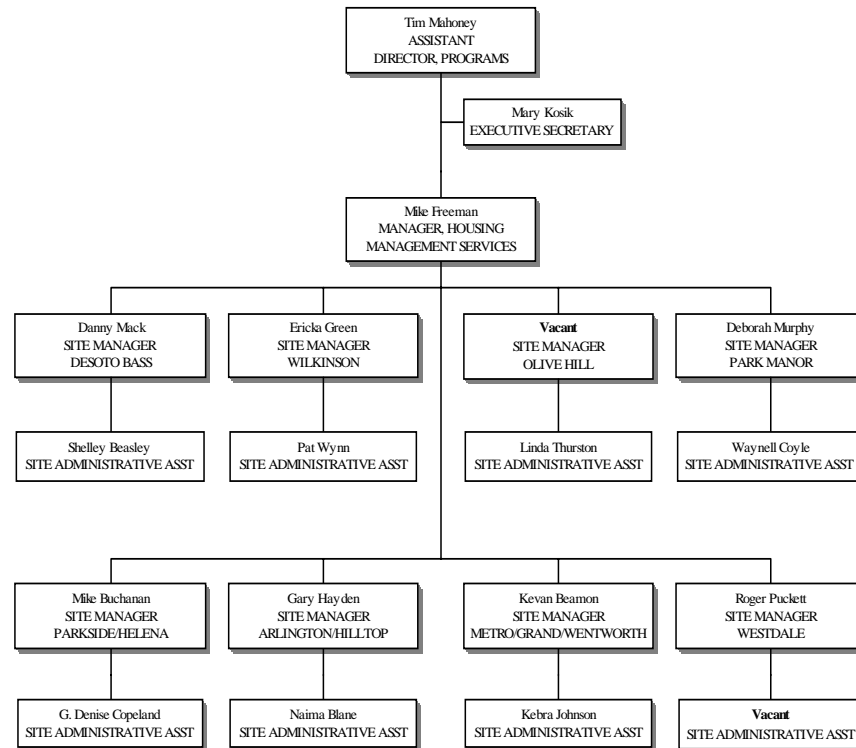 Tim Mahoney
ASSISTANT
DIRECTOR, PROGRAMS
Mary Kosik
EXECUTIVE SECRETARY
Mike Freeman
MANAGER, HOUSING
MANAGEMENT SERVICES
Danny Mack
SITE MANAGER
DESOTO BASS
Ericka Green
SITE MANAGER
WILKINSON
Vacant
SITE MANAGER
OLIVE HILL
Deborah Murphy
SITE MANAGER
PARK MANOR
Shelley Beasley
SITE ADMINISTRATIVE ASST
Pat Wynn
SITE ADMINISTRATIVE ASST
Linda Thurston
SITE ADMINISTRATIVE ASST
Waynell Coyle
SITE ADMINISTRATIVE ASST
Mike Buchanan
SITE MANAGER
PARKSIDE/HELENA
Gary Hayden
SITE MANAGER
ARLINGTON/HILLTOP
Kevan Beamon
SITE MANAGER
METRO/GRAND/WENTWORTH
Roger Puckett
SITE MANAGER
WESTDALE
G. Denise Copeland
SITE ADMINISTRATIVE ASST
Naima Blane
SITE ADMINISTRATIVE ASST
Kebra Johnson
SITE ADMINISTRATIVE ASST
Vacant
SITE ADMINISTRATIVE ASST